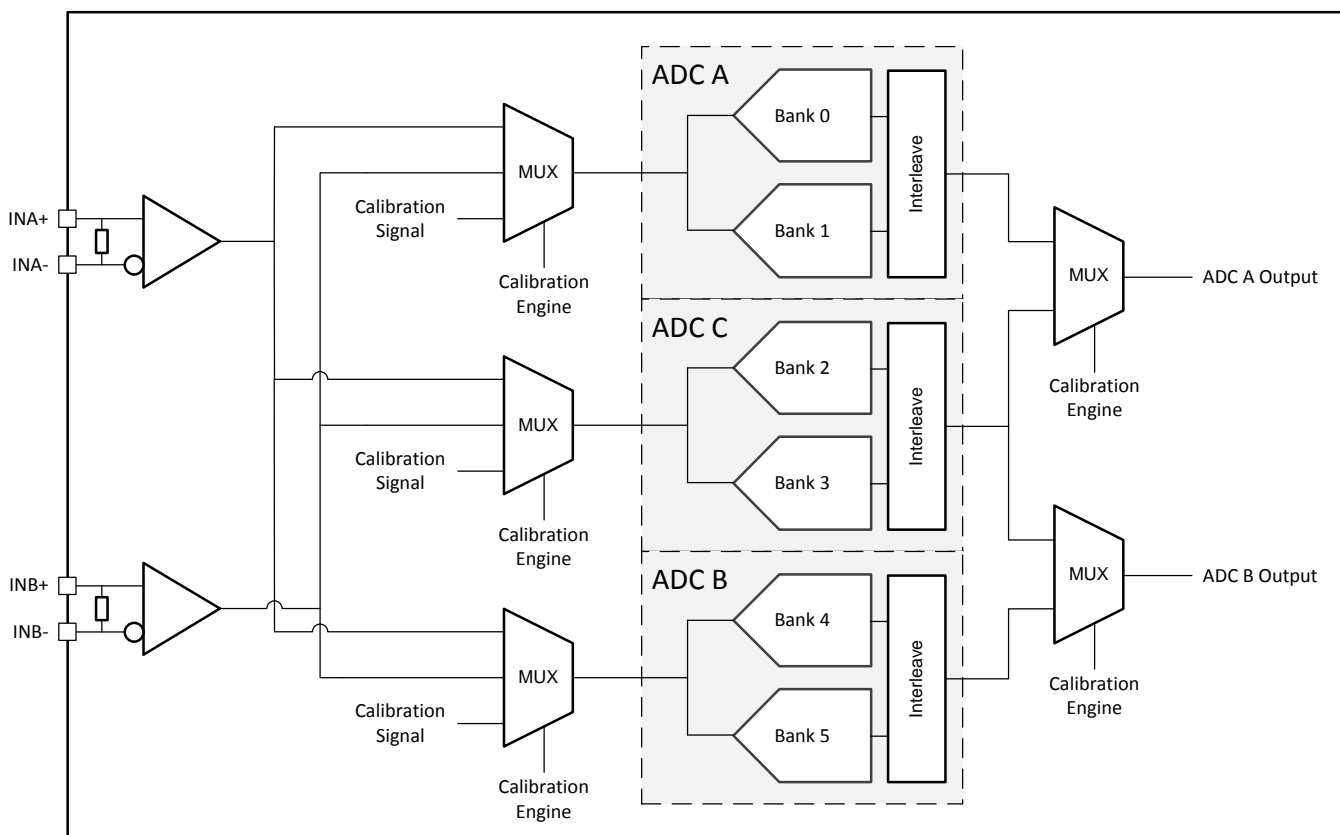 ADC A
Bank 0
Interleave
MUX
Calibration
Signal
Bank 1
INA+
INA-
Calibration
Engine
MUX
ADC A Output
ADC C
Bank 2
Interleave
MUX
Calibration
Engine
Calibration
Signal
Bank 3
Calibration
Engine
ADC B
INB+
INB-
Bank 4
Interleave
MUX
ADC B Output
MUX
Calibration
Engine
Calibration
Signal
Bank 5
Calibration
Engine